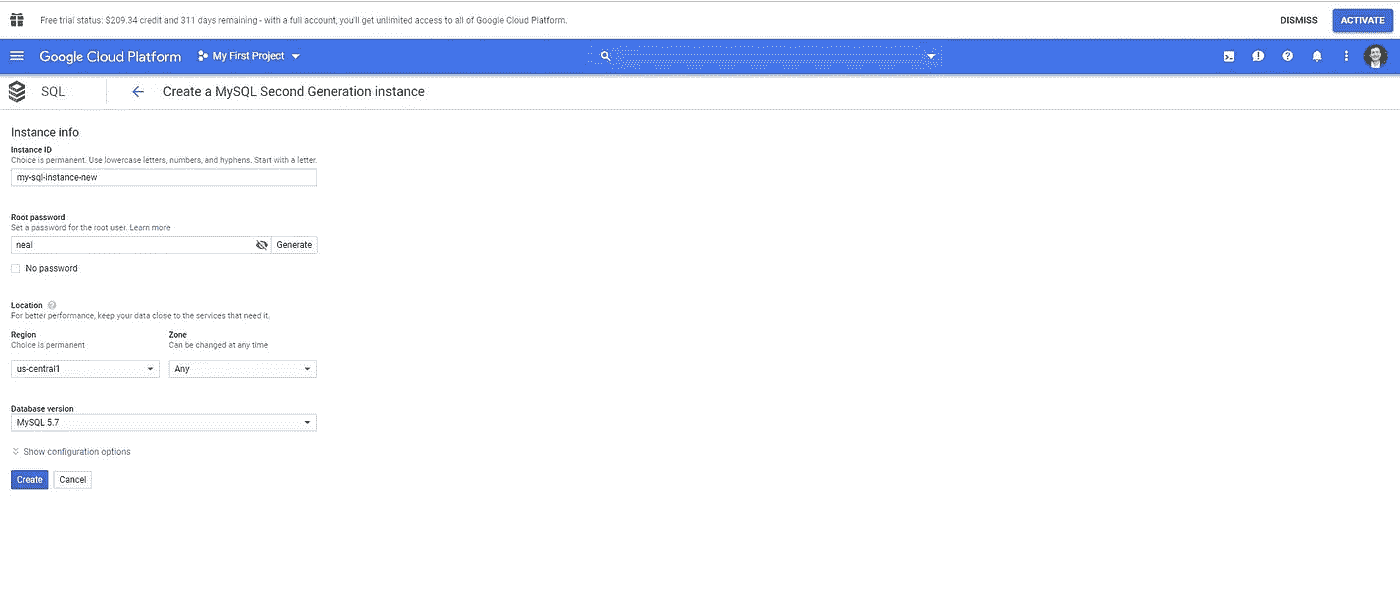 Free trial status: $209.34 credit and 311 days remaining - with a full account, you'll get unlimited access to all of Google Cloud Platform. DISMISS ACTIVATE
Google Cloud Platform My First Project
SQL Create a MySQL Second Generation instance
Instance info
Instance ID
Choice is permanent. Use lowercase letters, numbers, and hyphens. Start with a letter.
my-sql-instance-new
Root password
Set a password for the root user. Learn more
neal Generate
No password
Location
For better performance, keep your data close to the services that need it.
Region Zone
Choice is permanent Can be changed at any time
us-central1 Any
Database version
MySQL 5.7
Show configuration options
Create Cancel